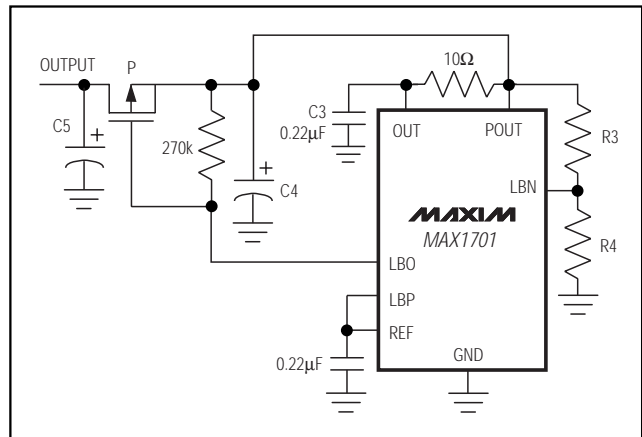 OUTPUT
P
10Ω
C5
+
270k
+
C4
C3
0.22µF
OUT
POUT
R3
LBN
MAXIM
MAX1701
R4
LBO
LBP
REF
0.22µF
GND